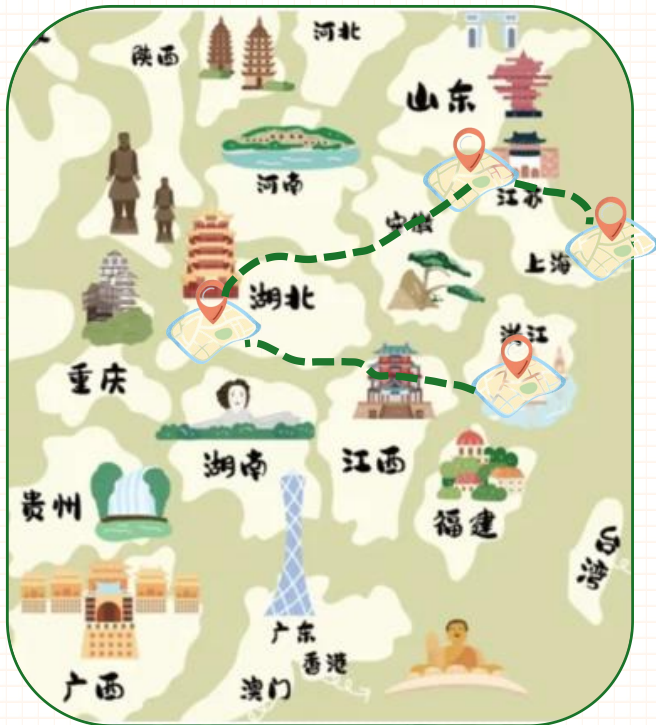 陕西
河北
山东
河南
江苏
安徽
上海
湖北
浙江
重庆
湖南
江西
贵州
福建
台湾
广东
香港
广西
澳门